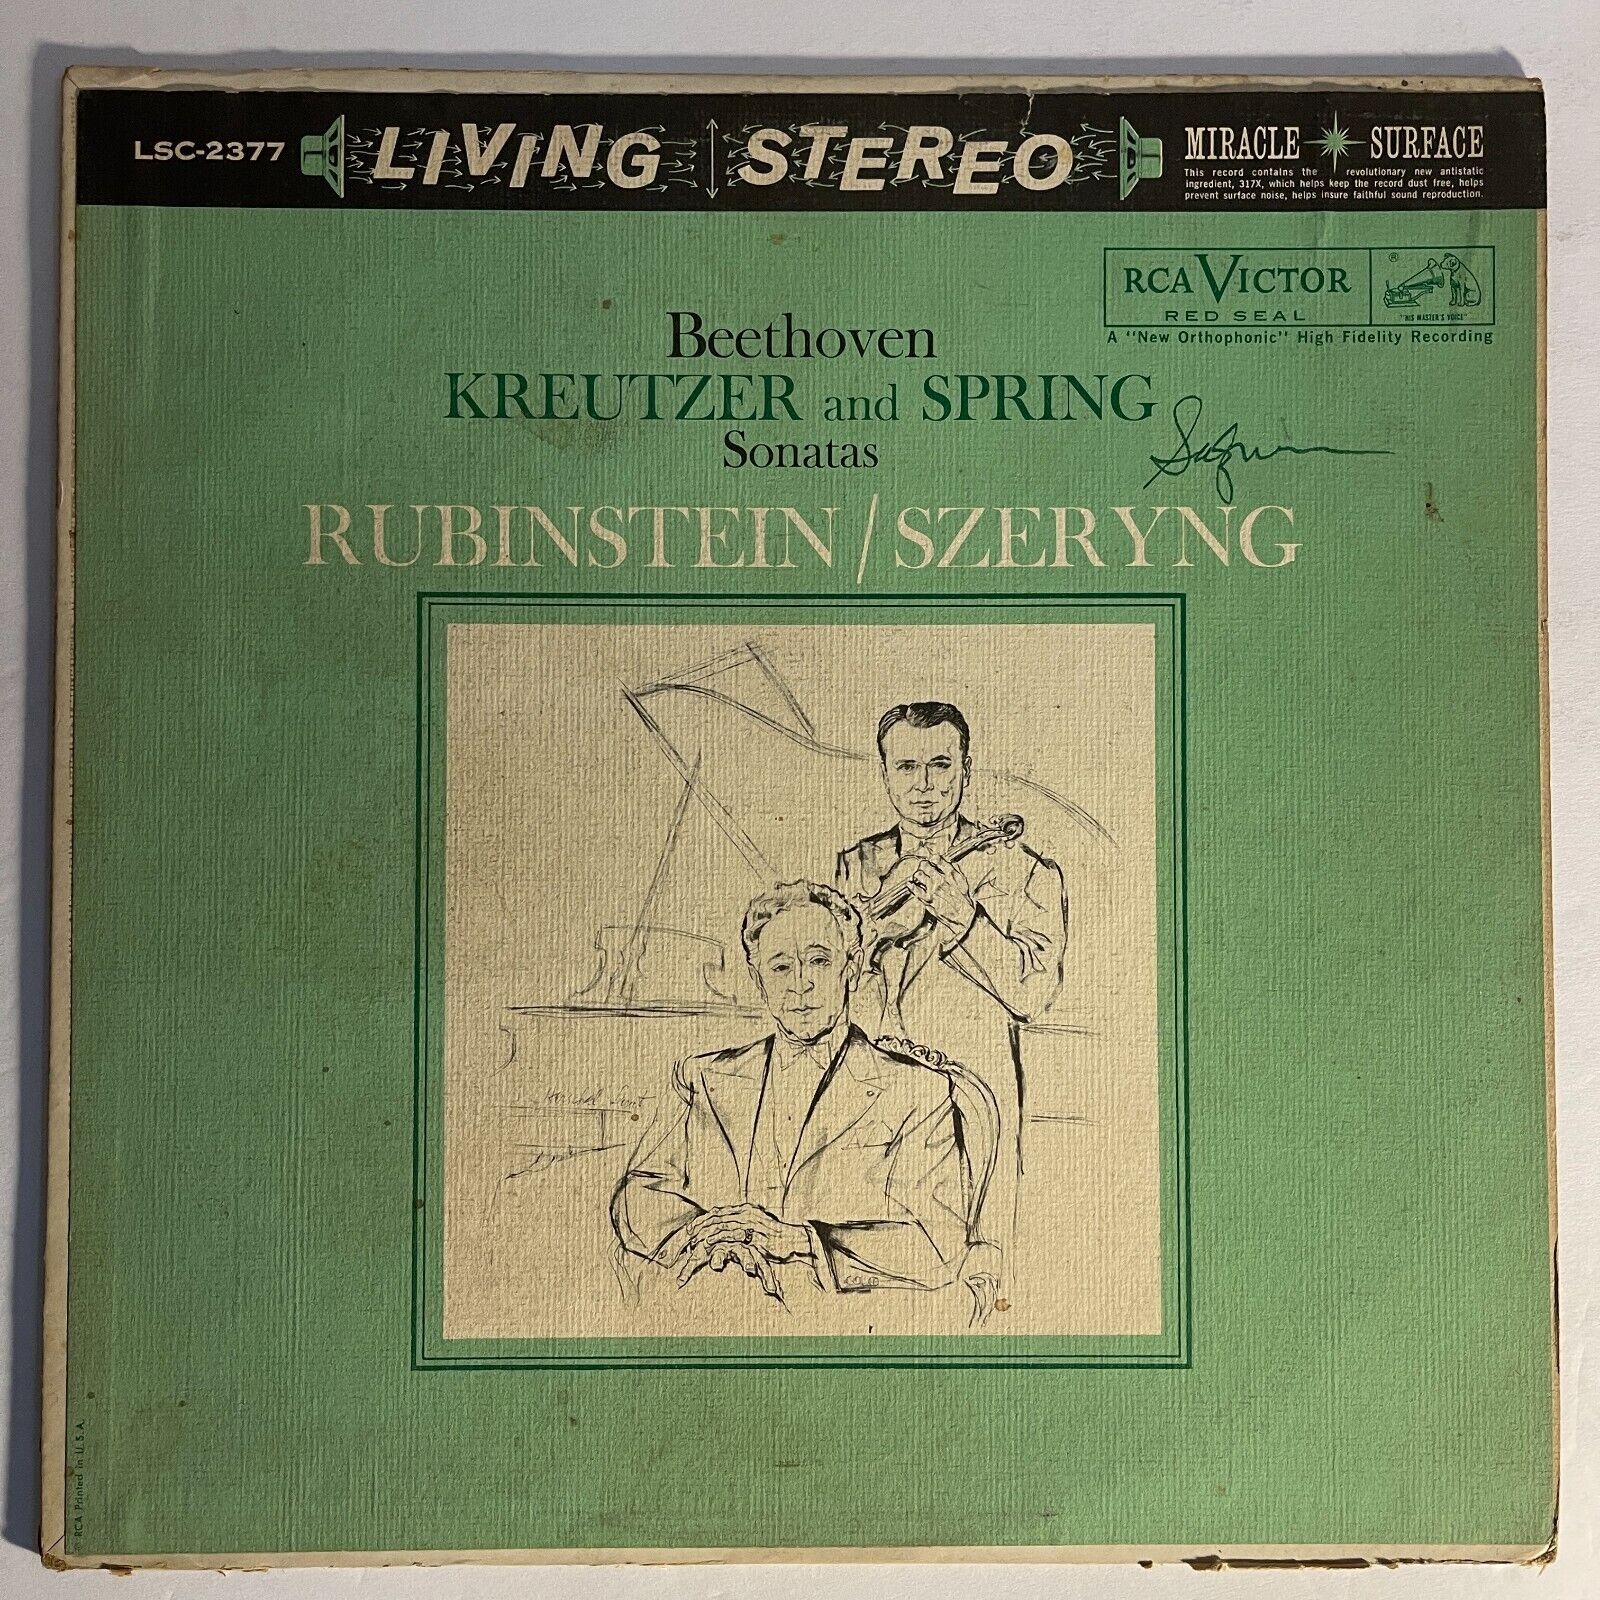 LSC-2377
LIVING STEREO
MIRACLE SURFACE
This record contains the revolutionary new antistatic
ingredient, 317X, which helps keep the record dust free, helps
prevent surface noise, helps insure faithful sound reproduction.
RCA VICTOR
RED SEAL
®
"HIS MASTER'S VOICE"
A "New Orthophonic" High Fidelity Recording
Beethoven
KREUTZER and SPRING
Sonatas
RUBINSTEIN/SZERYNG
RCA Printed in U.S.A.